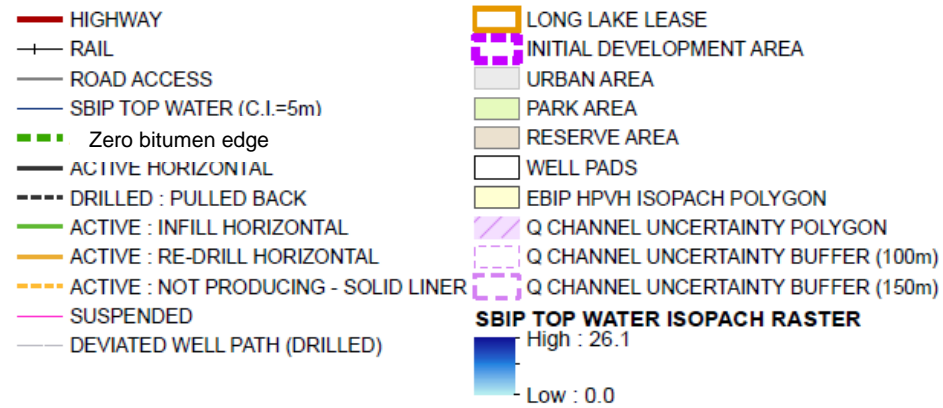 HIGHWAY
RAIL
ROAD ACCESS
SBIP TOP WATER (C.I.=5m)
Zero bitumen edge
ACTIVE HORIZONTAL
DRILLED : PULLED BACK
ACTIVE : INFILL HORIZONTAL
ACTIVE : RE-DRILL HORIZONTAL
ACTIVE : NOT PRODUCING - SOLID LINER
SUSPENDED
DEVIATED WELL PATH (DRILLED)
LONG LAKE LEASE
INITIAL DEVELOPMENT AREA
URBAN AREA
PARK AREA
RESERVE AREA
WELL PADS
EBIP HPVH ISOPACH POLYGON
Q CHANNEL UNCERTAINTY POLYGON
Q CHANNEL UNCERTAINTY BUFFER (100m)
Q CHANNEL UNCERTAINTY BUFFER (150m)
SBIP TOP WATER ISOPACH RASTER
High : 26.1
Low : 0.0